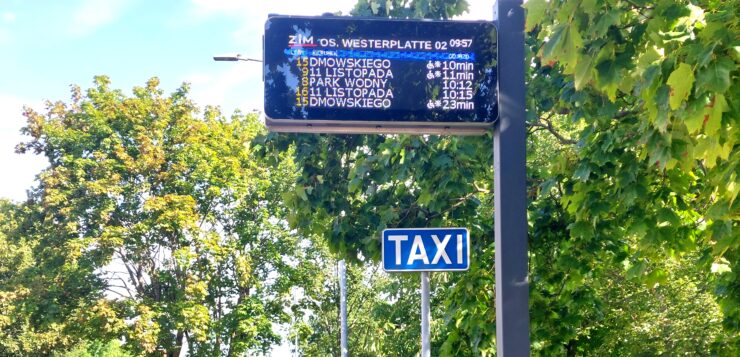 ZIM OS. WESTERPLATTE 02 09:57
15 DMOWSKIEGO 10min
9 11 LISTOPADA 11min
8 PARK WODNY 10:12
16 11 LISTOPADA 10:15
15 DMOWSKIEGO 23min
TAXI